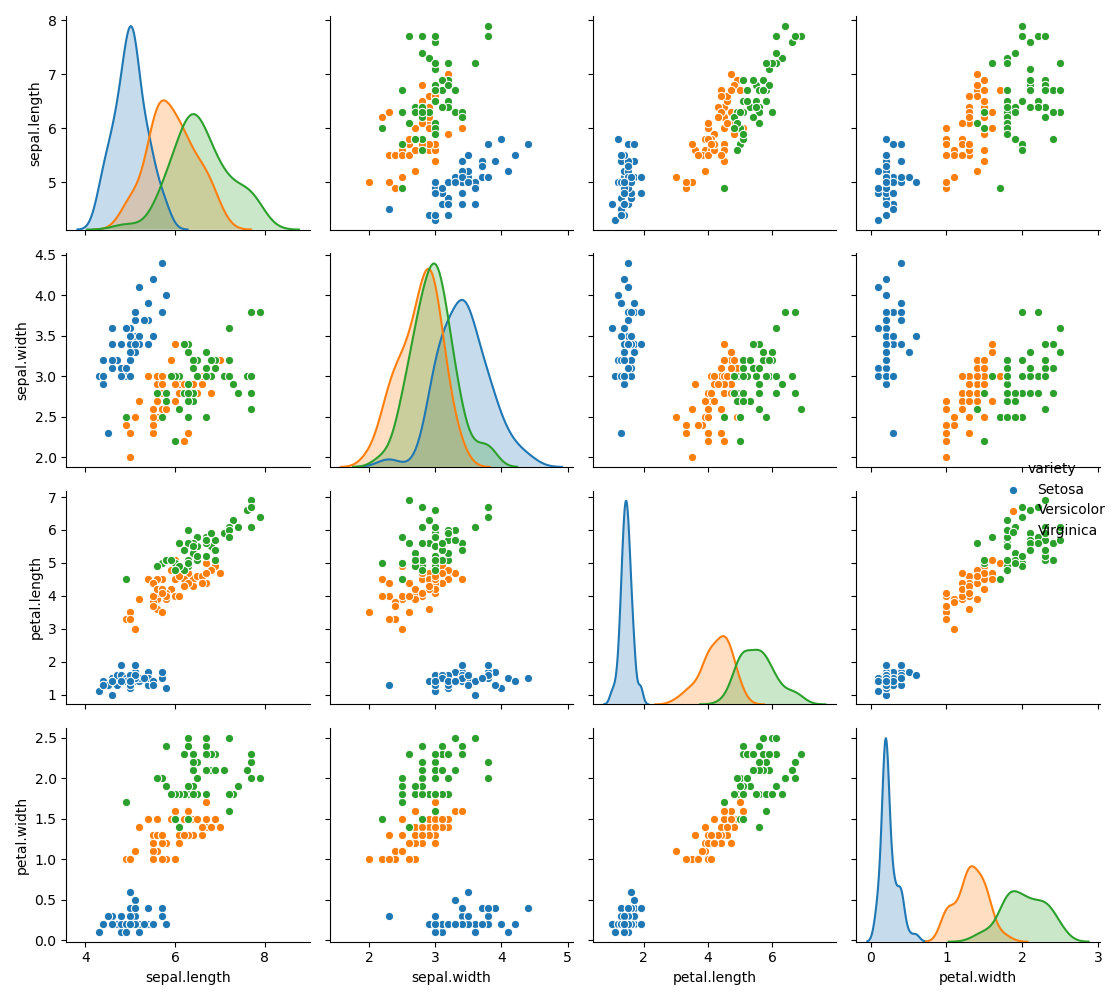 8
7
6
5
sepal.length
4.5
4.0
3.5
3.0
2.5
2.0
sepal.width
variety
Setosa
Versicolor
Virginica
7
6
5
4
3
2
1
petal.length
2.5
2.0
1.5
1.0
0.5
0.0
petal.width
4 6 8
sepal.length
2 3 4 5
sepal.width
2 4 6
petal.length
0 1 2 3
petal.width